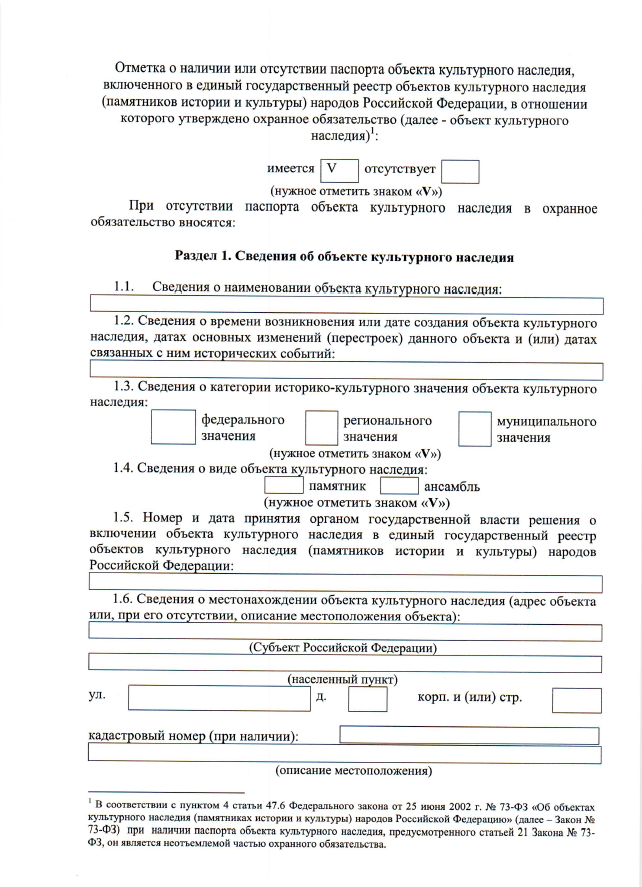 Отметка о наличии или отсутствии паспорта объекта культурного наследия,
включенного в единый государственный реестр объектов культурного наследия
(памятников истории и культуры) народов Российской Федерации, в отношении
которого утверждено охранное обязательство (далее - объект культурного
наследия)¹:
имеется V отсутствует
(нужное отметить знаком «V»)
При отсутствии паспорта объекта культурного наследия в охранное
обязательство вносятся:
Раздел 1. Сведения об объекте культурного наследия
1.1. Сведения о наименовании объекта культурного наследия:
1.2. Сведения о времени возникновения или дате создания объекта культурного
наследия, датах основных изменений (перестроек) данного объекта и (или) датах
связанных с ним исторических событий:
1.3. Сведения о категории историко-культурного значения объекта культурного
наследия:
федерального регионального муниципального
значения значения значения
(нужное отметить знаком «V»)
1.4. Сведения о виде объекта культурного наследия:
памятник ансамбль
(нужное отметить знаком «V»)
1.5. Номер и дата принятия органом государственной власти решения о
включении объекта культурного наследия в единый государственный реестр
объектов культурного наследия (памятников истории и культуры) народов
Российской Федерации:
1.6. Сведения о местонахождении объекта культурного наследия (адрес объекта
или, при его отсутствии, описание местоположения объекта):
(Субъект Российской Федерации)
(населенный пункт)
ул. д. корп. и (или) стр.
кадастровый номер (при наличии):
(описание местоположения)
¹ В соответствии с пунктом 4 статьи 47.6 Федерального закона от 25 июня 2002 г. № 73-ФЗ «Об объектах
культурного наследия (памятниках истории и культуры) народов Российской Федерацию» (далее – Закон №
73-ФЗ) при наличии паспорта объекта культурного наследия, предусмотренного статьей 21 Закона № 73-
ФЗ, он является неотъемлемой частью охранного обязательства.